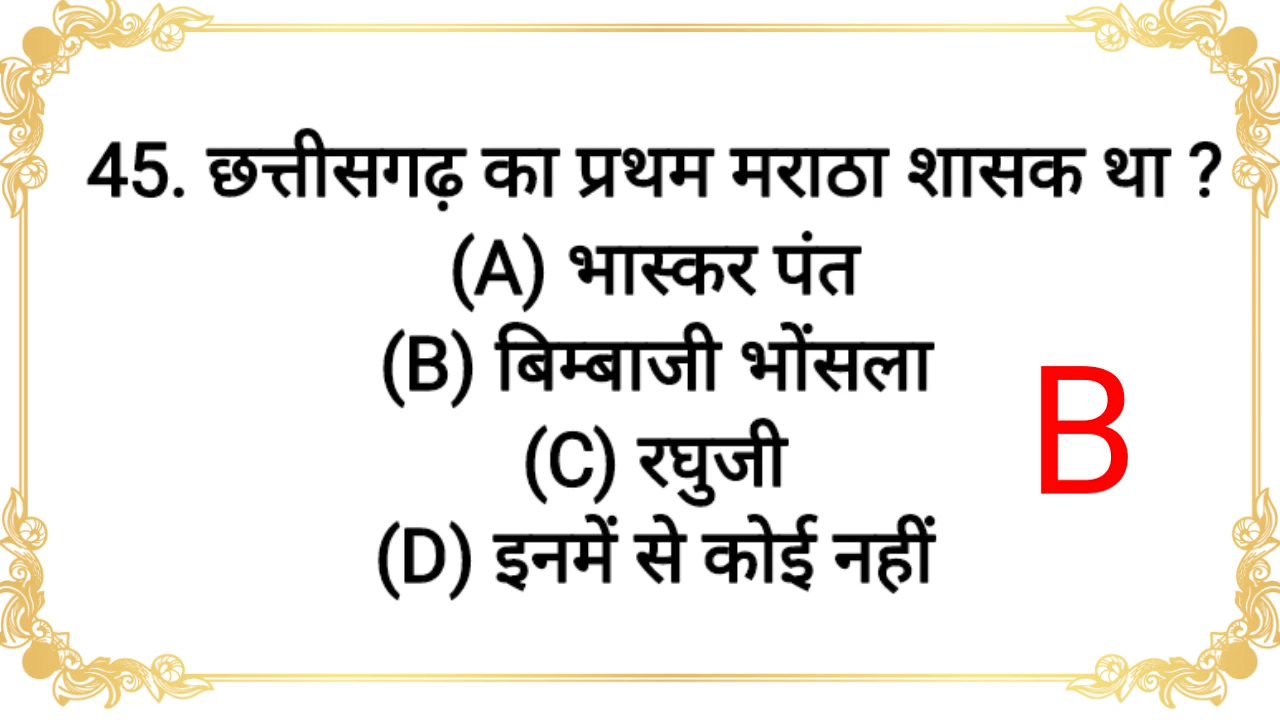 45. छत्तीसगढ़ का प्रथम मराठा शासक था ?
(A) भास्कर पंत
(B) बिम्बाजी भोंसला
(C) रघुजी
(D) इनमें से कोई नहीं
B